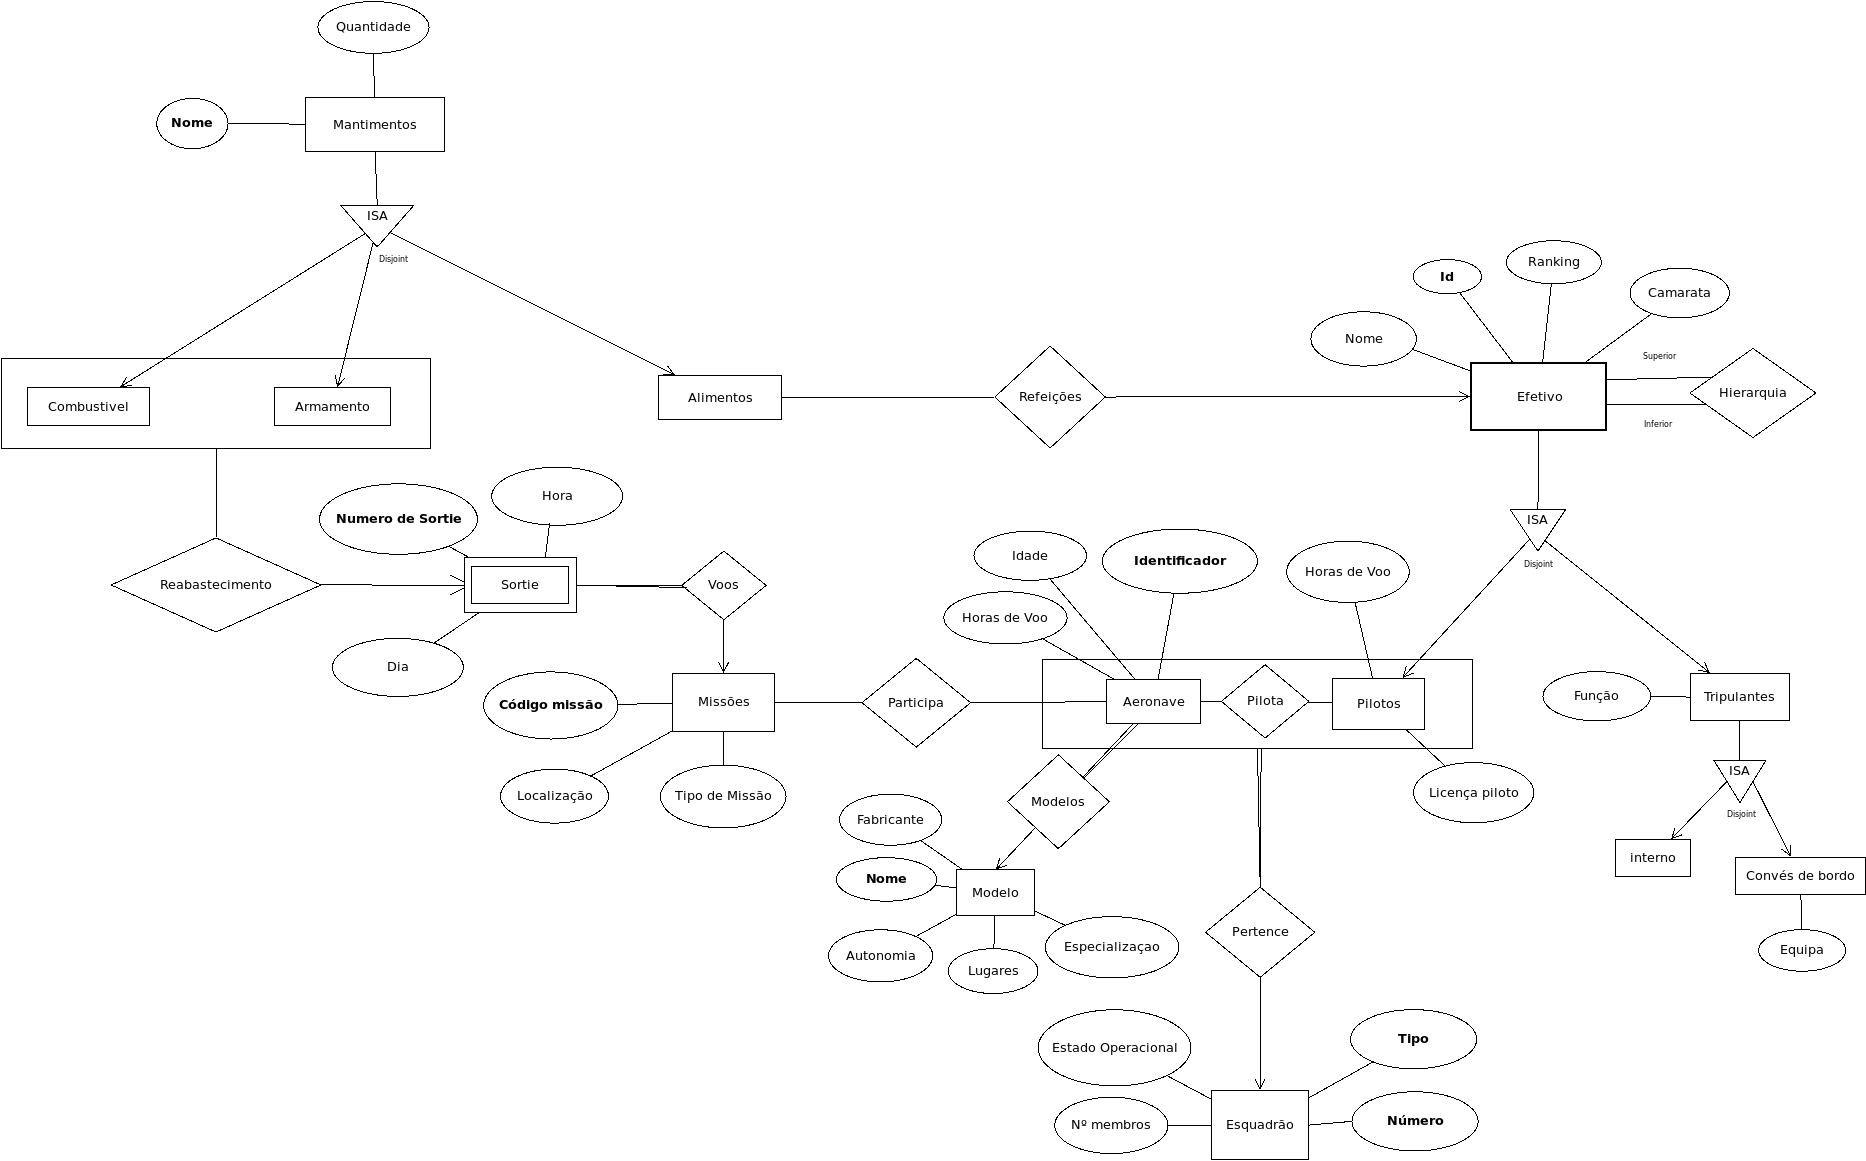 Quantidade
Nome
Mantimentos
ISA
Disjoint
Id
Ranking
Camarata
Nome
Superior
Combustivel
Armamento
Alimentos
Refeições
Efetivo
Hierarquia
Inferior
Numero de Sortie
Hora
ISA
Idade
Identificador
Disjoint
Horas de Voo
Reabastecimento
Sortie
Voos
Horas de Voo
Dia
Código missão
Missões
Participa
Aeronave
Pilota
Pilotos
Função
Tripulantes
Localização
Tipo de Missão
Modelos
Licença piloto
ISA
Disjoint
Fabricante
interno
Convés de bordo
Nome
Modelo
Autonomia
Lugares
Especializaçao
Pertence
Equipa
Estado Operacional
Tipo
Nº membros
Esquadrão
Número